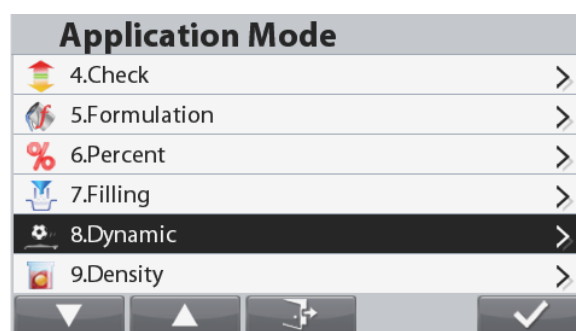 Application Mode
4.Check
5.Formulation
6.Percent
7.Filling
8.Dynamic
9.Density